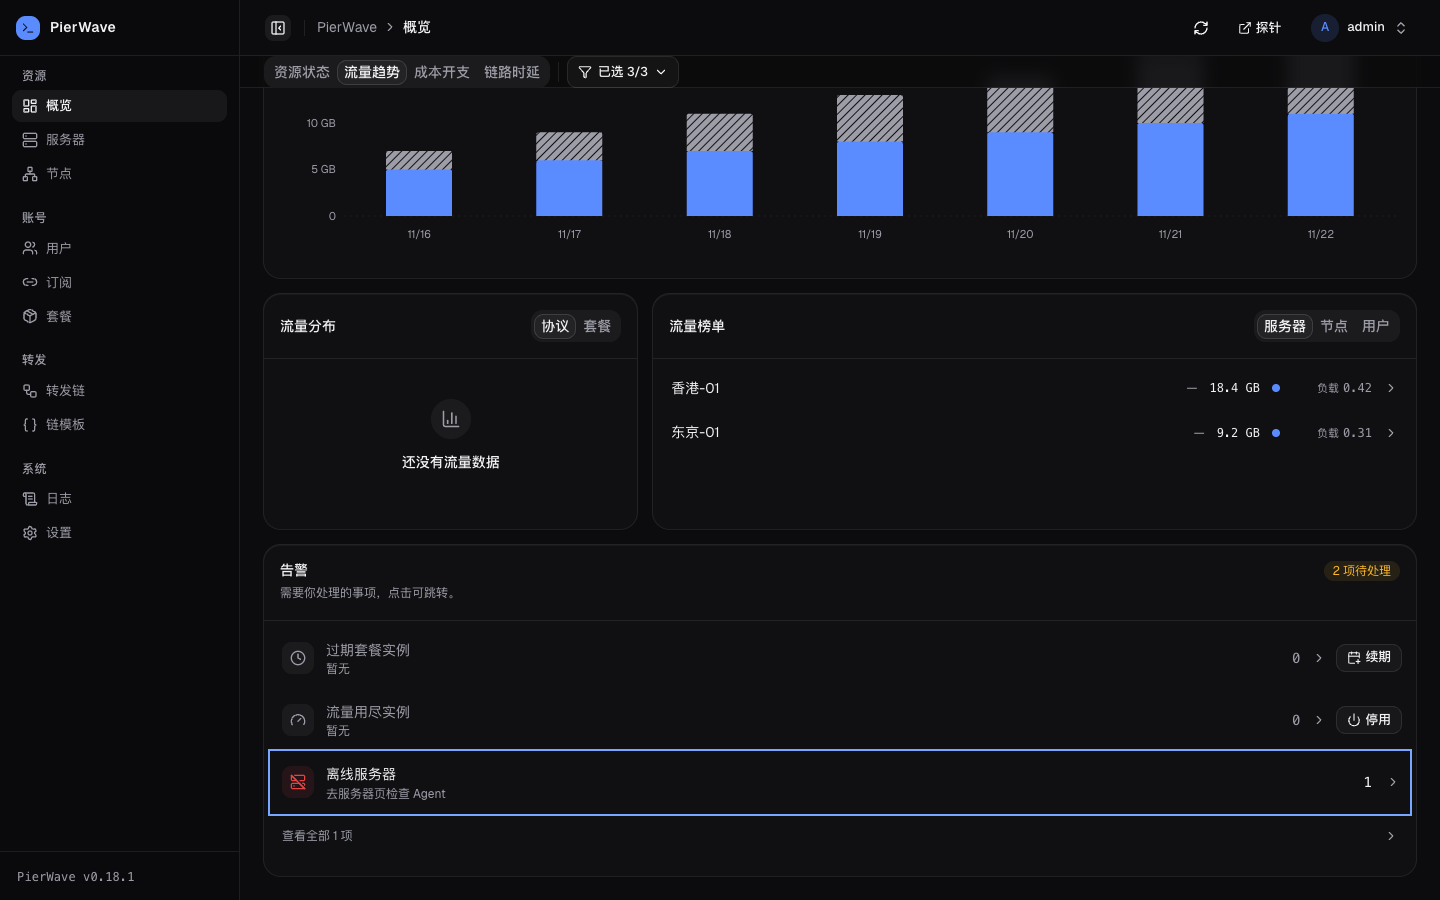 PierWave
PierWave > 概览
探针
A admin
资源
概览
服务器
节点
账号
用户
订阅
套餐
转发
转发链
链模板
系统
日志
设置
PierWave v0.18.1
资源状态 流量趋势 成本开支 链路时延 已选 3/3
10 GB
5 GB
0
11/16 11/17 11/18 11/19 11/20 11/21 11/22
流量分布 协议 套餐
还没有流量数据
流量榜单 服务器 节点 用户
香港-01 — 18.4 GB 负载 0.42
东京-01 — 9.2 GB 负载 0.31
告警 2 项待处理
需要你处理的事项，点击可跳转。
过期套餐实例
暂无
0 续期
流量用尽实例
暂无
0 停用
离线服务器
去服务器页检查 Agent
1
查看全部 1 项